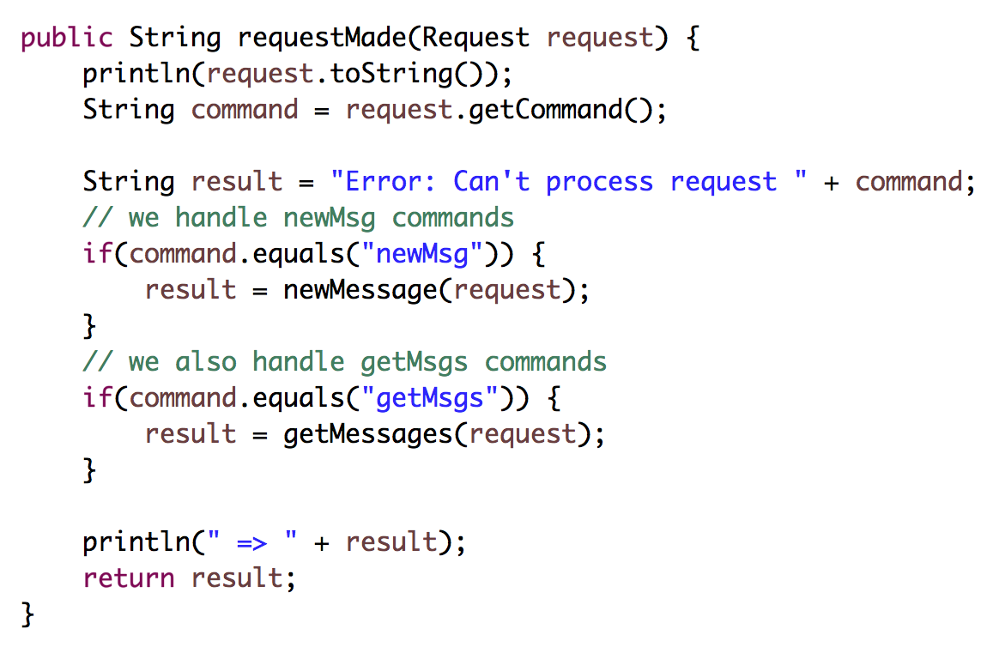 public String requestMade(Request request) {
    println(request.toString());
    String command = request.getCommand();

    String result = "Error: Can't process request " + command;
    // we handle newMsg commands
    if(command.equals("newMsg")) {
        result = newMessage(request);
    }
    // we also handle getMsgs commands
    if(command.equals("getMsgs")) {
        result = getMessages(request);
    }

    println(" => " + result);
    return result;
}